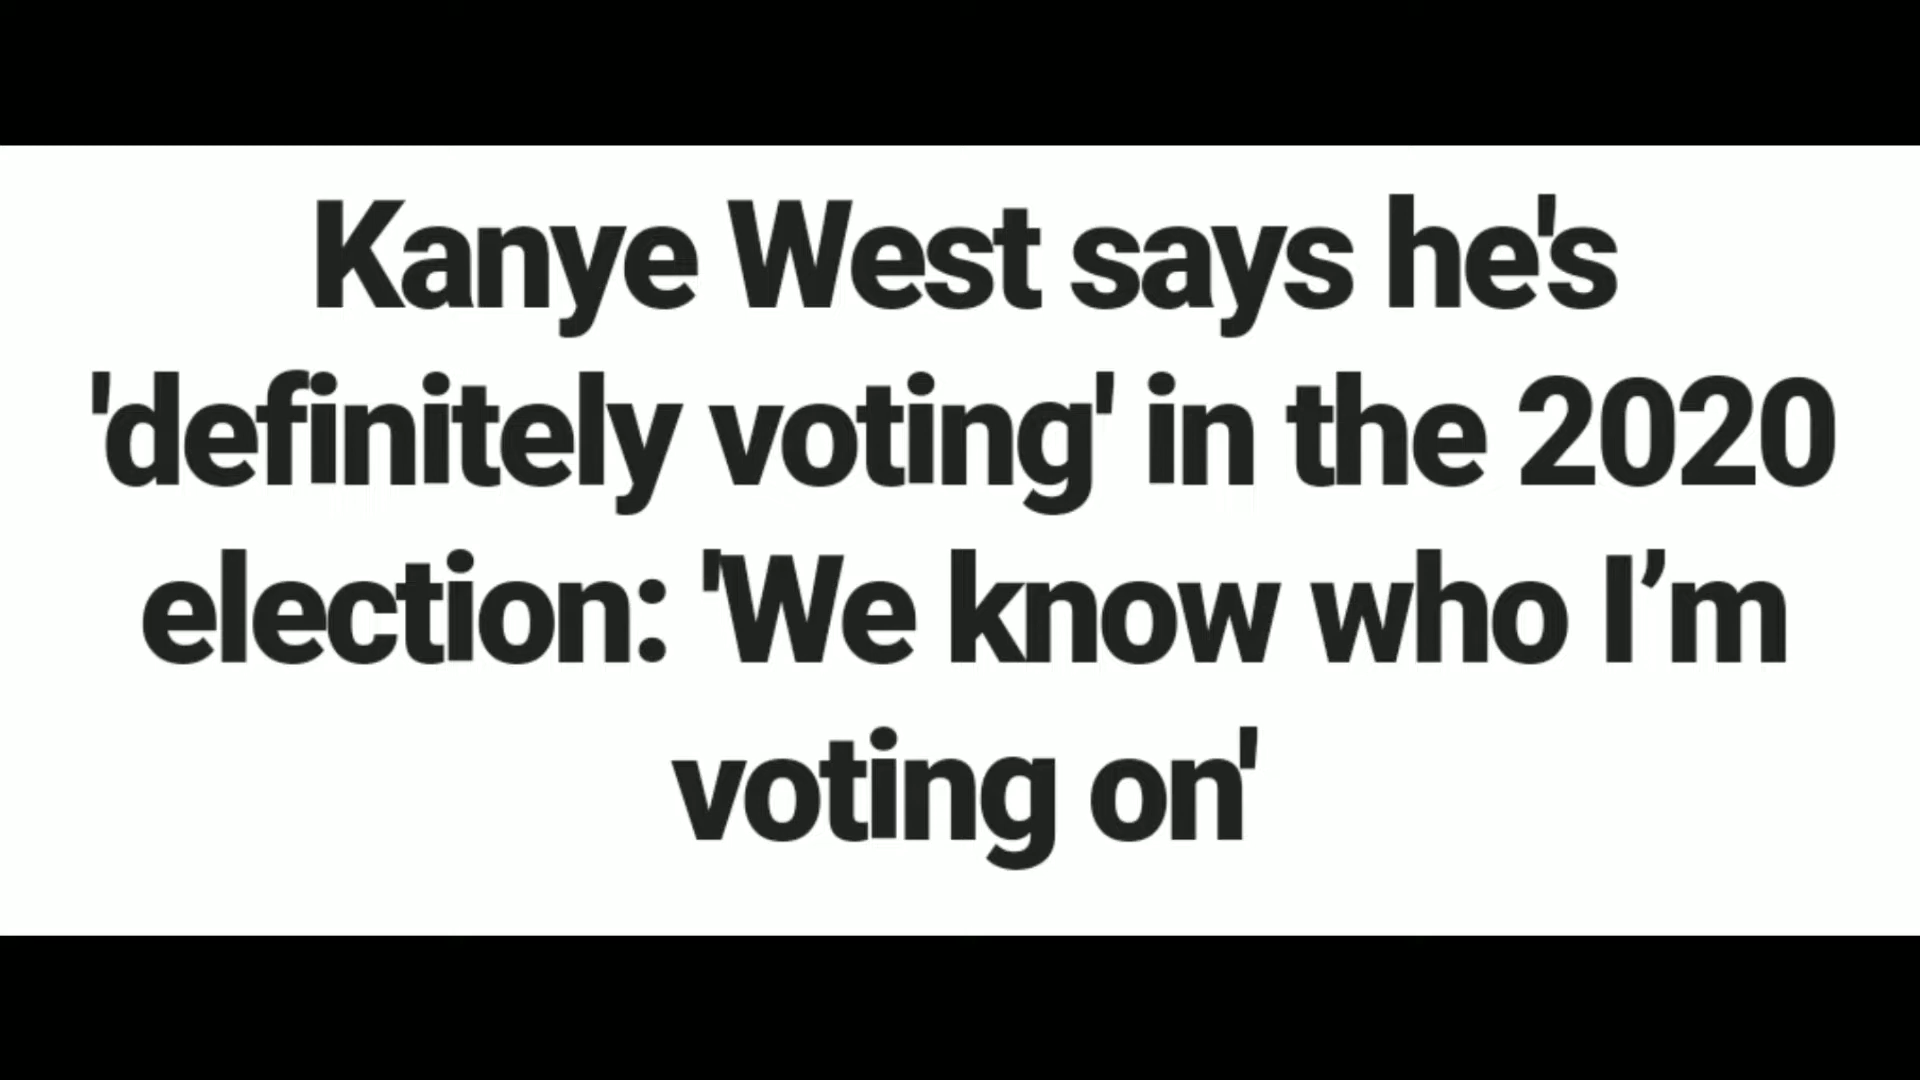 Kanye West says he's
'definitely voting' in the 2020
election: 'We know who I’m
voting on'